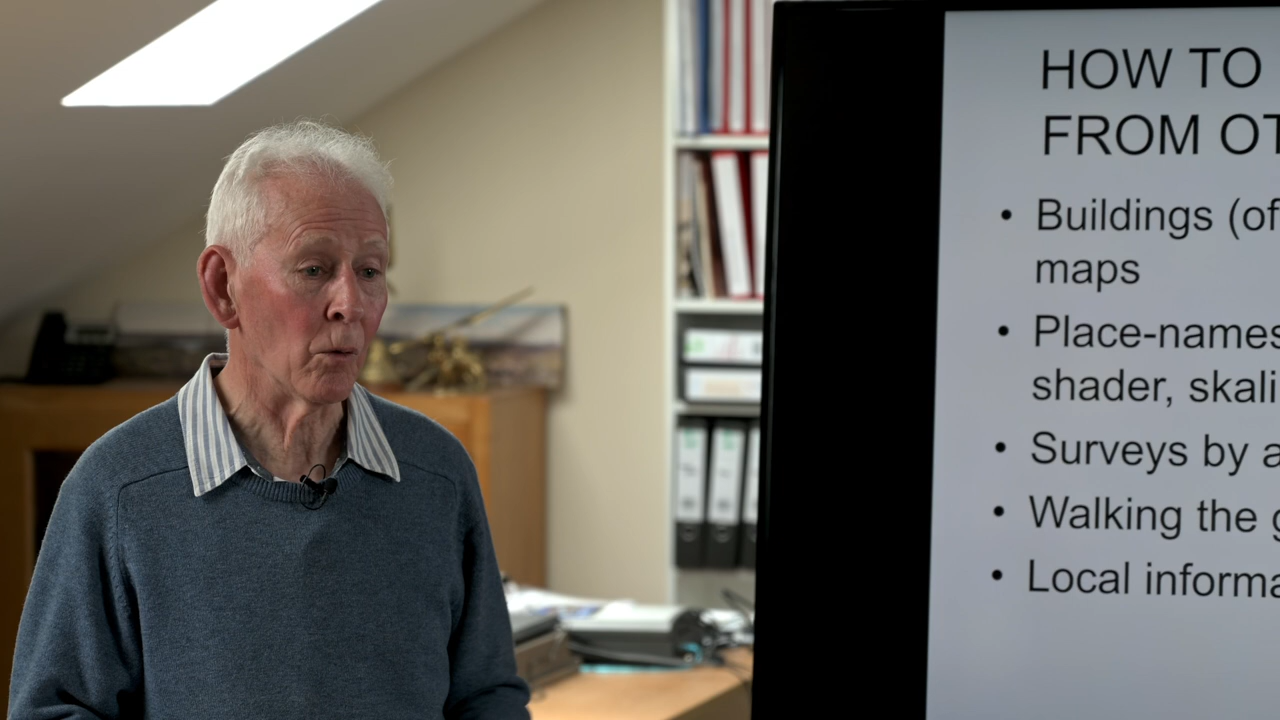 HOW TO
FROM OT
• Buildings (of
maps
• Place-names
shader, skali
• Surveys by a
• Walking the g
• Local informa